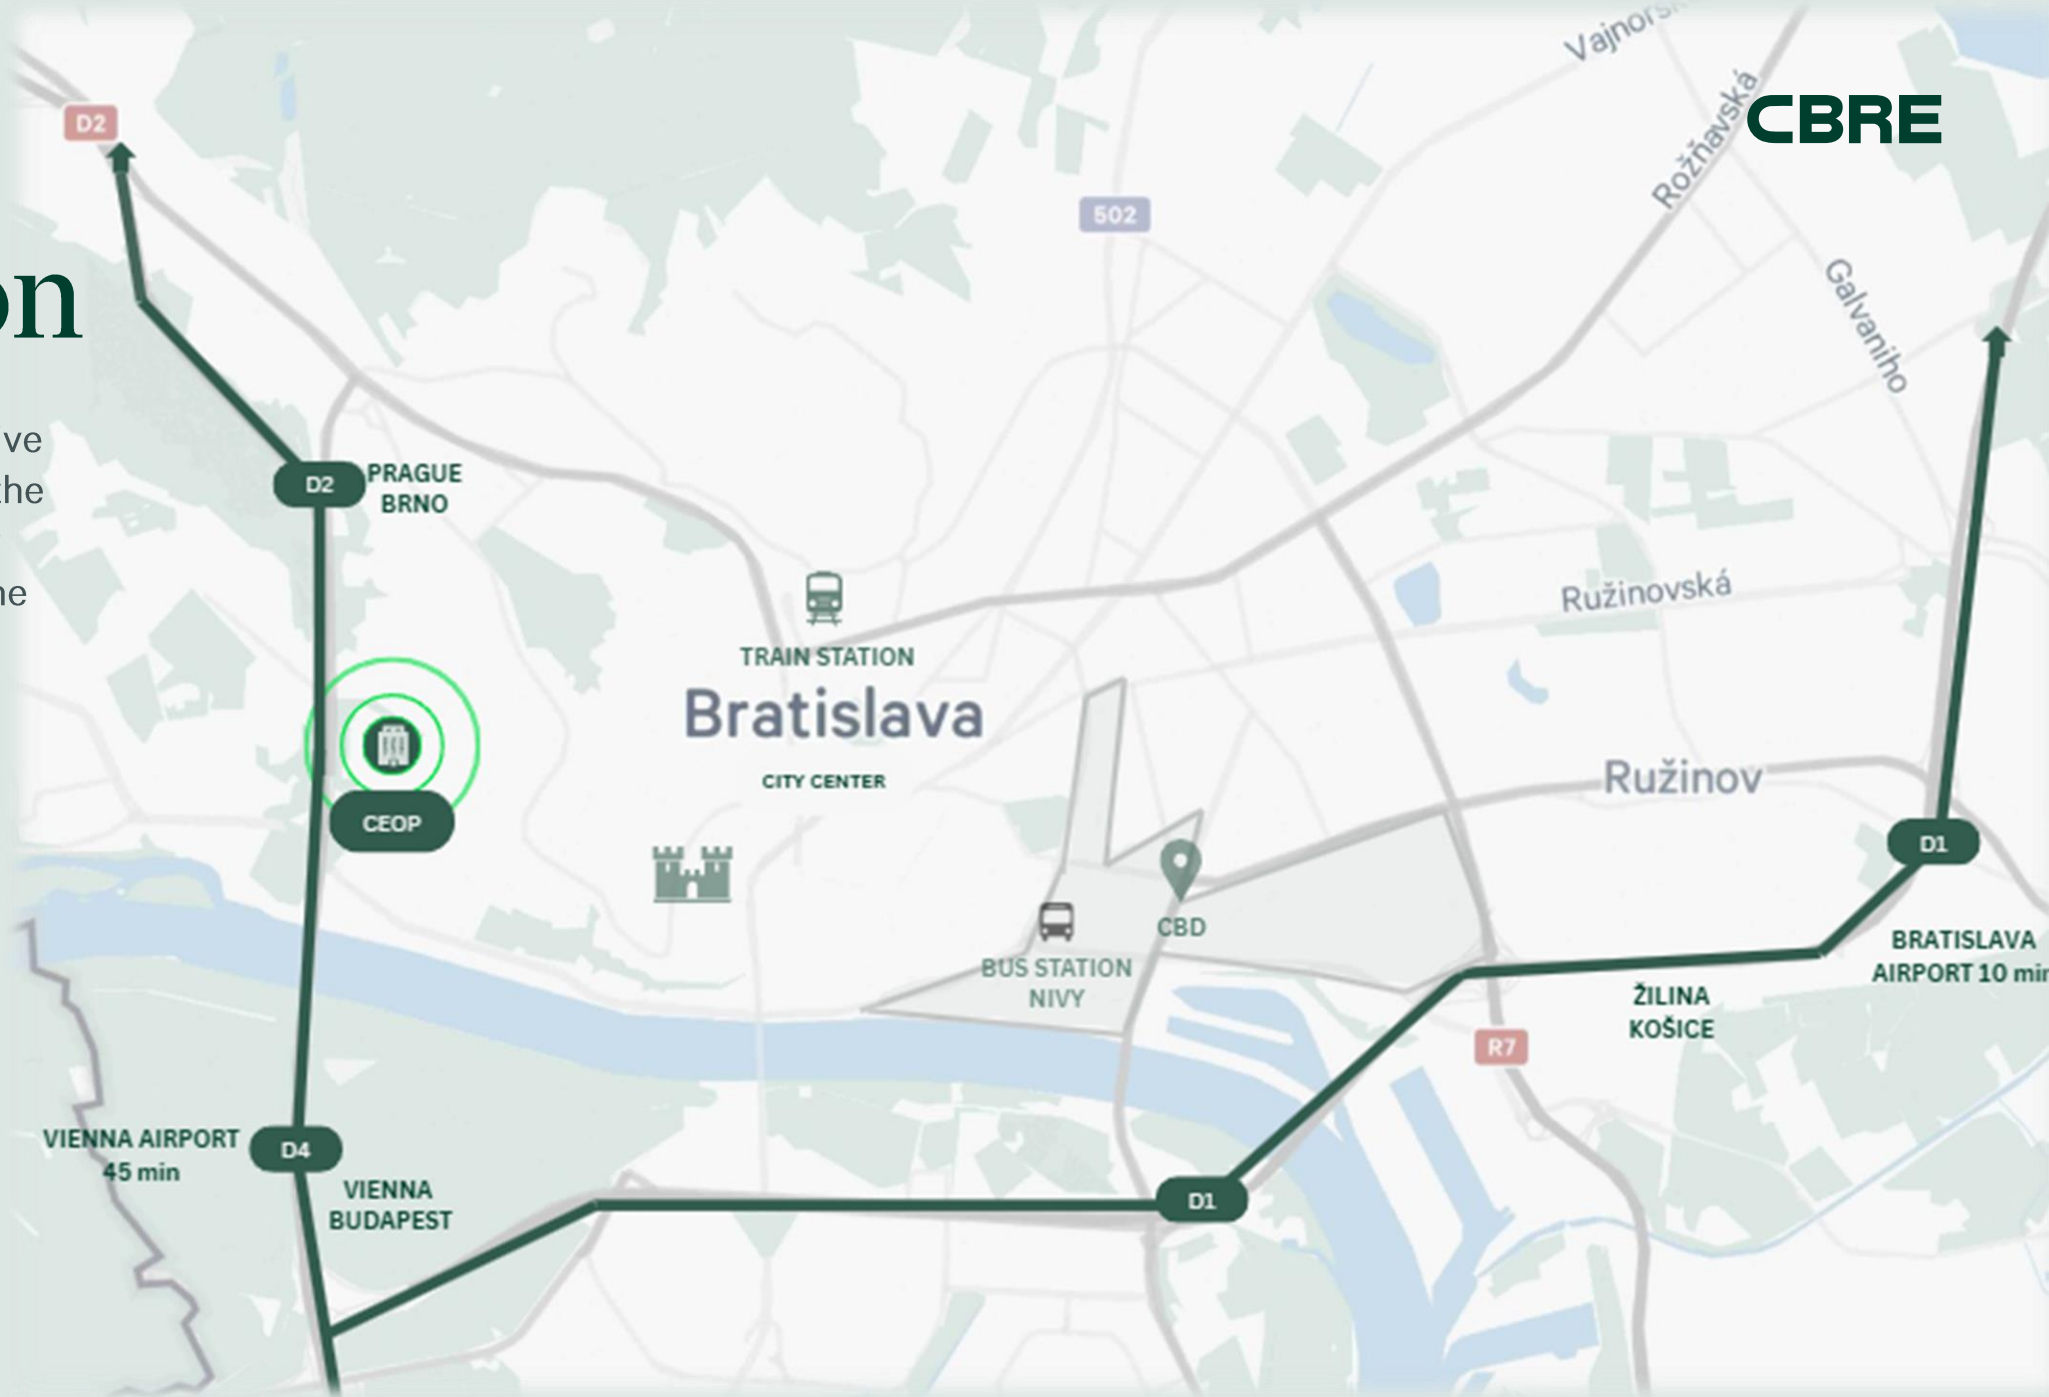 Vajnorsk
CBRE
D2
Rožňavská
502
on
Galvaniho
ve
the
D2
PRAGUE
BRNO
ne
Ružinovská
TRAIN STATION
Bratislava
CITY CENTER
Ružinov
CEOP
D1
CBD
BUS STATION
NIVY
BRATISLAVA
AIRPORT 10 min
ŽILINA
KOŠICE
R7
VIENNA AIRPORT
45 min
D4
VIENNA
BUDAPEST
D1